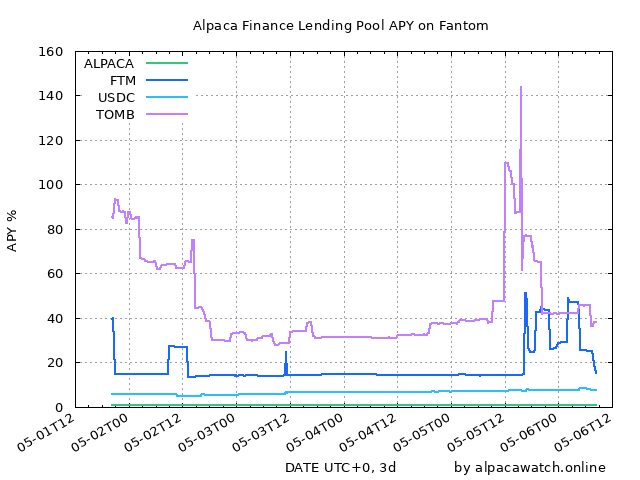 Alpaca Finance Lending Pool APY on Fantom
160
140
120
100
80
60
40
20
0
APY %
ALPACA
FTM
USDC
TOMB
05-01T12
05-02T00
05-02T12
05-03T00
05-03T12
05-04T00
05-04T12
05-05T00
05-05T12
05-06T00
05-06T12
DATE UTC+0, 3d
by alpacawatch.online